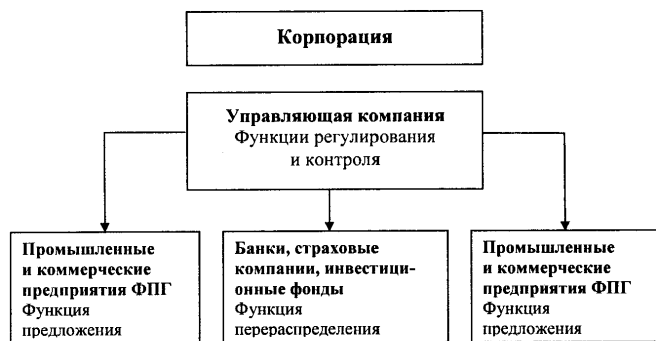 Корпорация
Управляющая компания
Функции регулирования
и контроля
Промышленные
и коммерческие
предприятия ФПГ
Функция
предложения
Банки, страховые
компании, инвестици-
онные фонды
Функция
перераспределения
Промышленные
и коммерческие
предприятия ФПГ
Функция
предложения